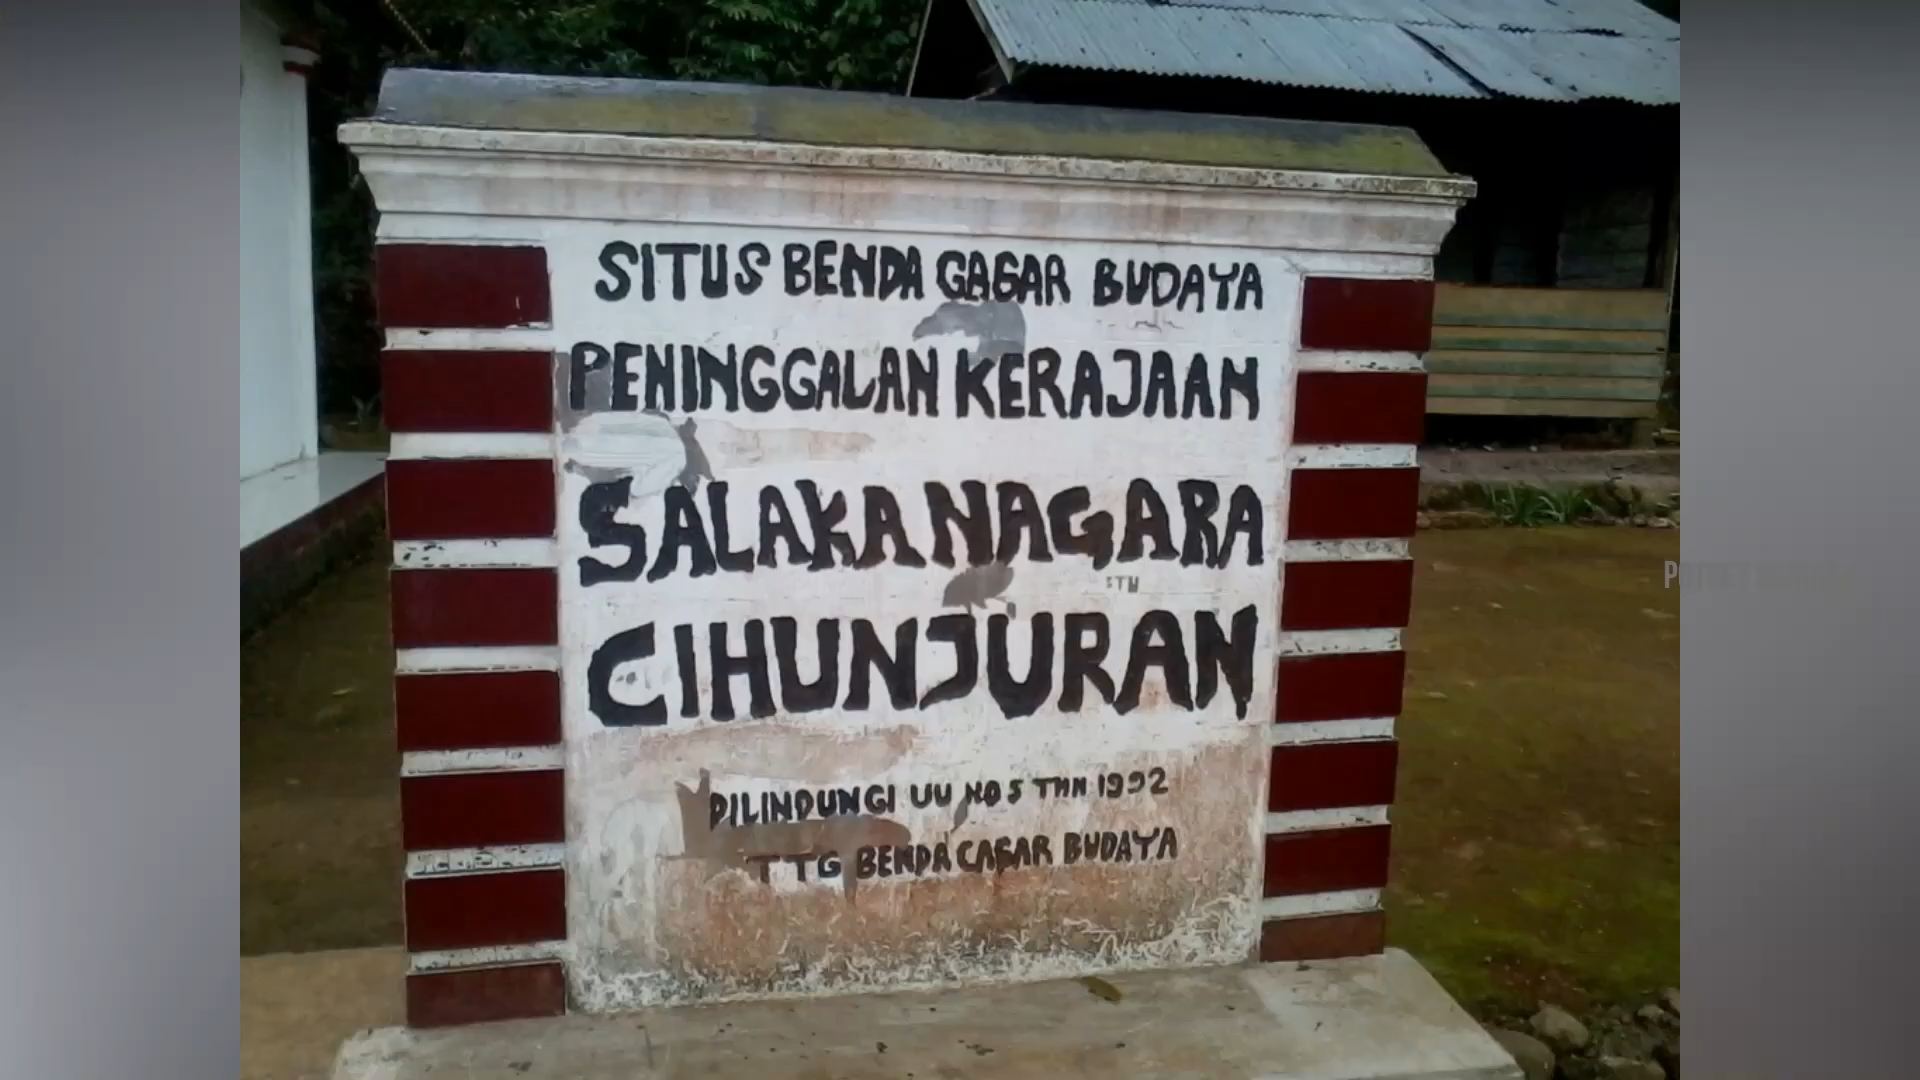 SITUS BENDA CAGAR BUDAYA
PENINGGALAN KERAJAAN
SALAKANAGARA
CIHUNJURAN
DILINDUNGI UU NO 5 THN 1992
TTG BENDA CAGAR BUDAYA